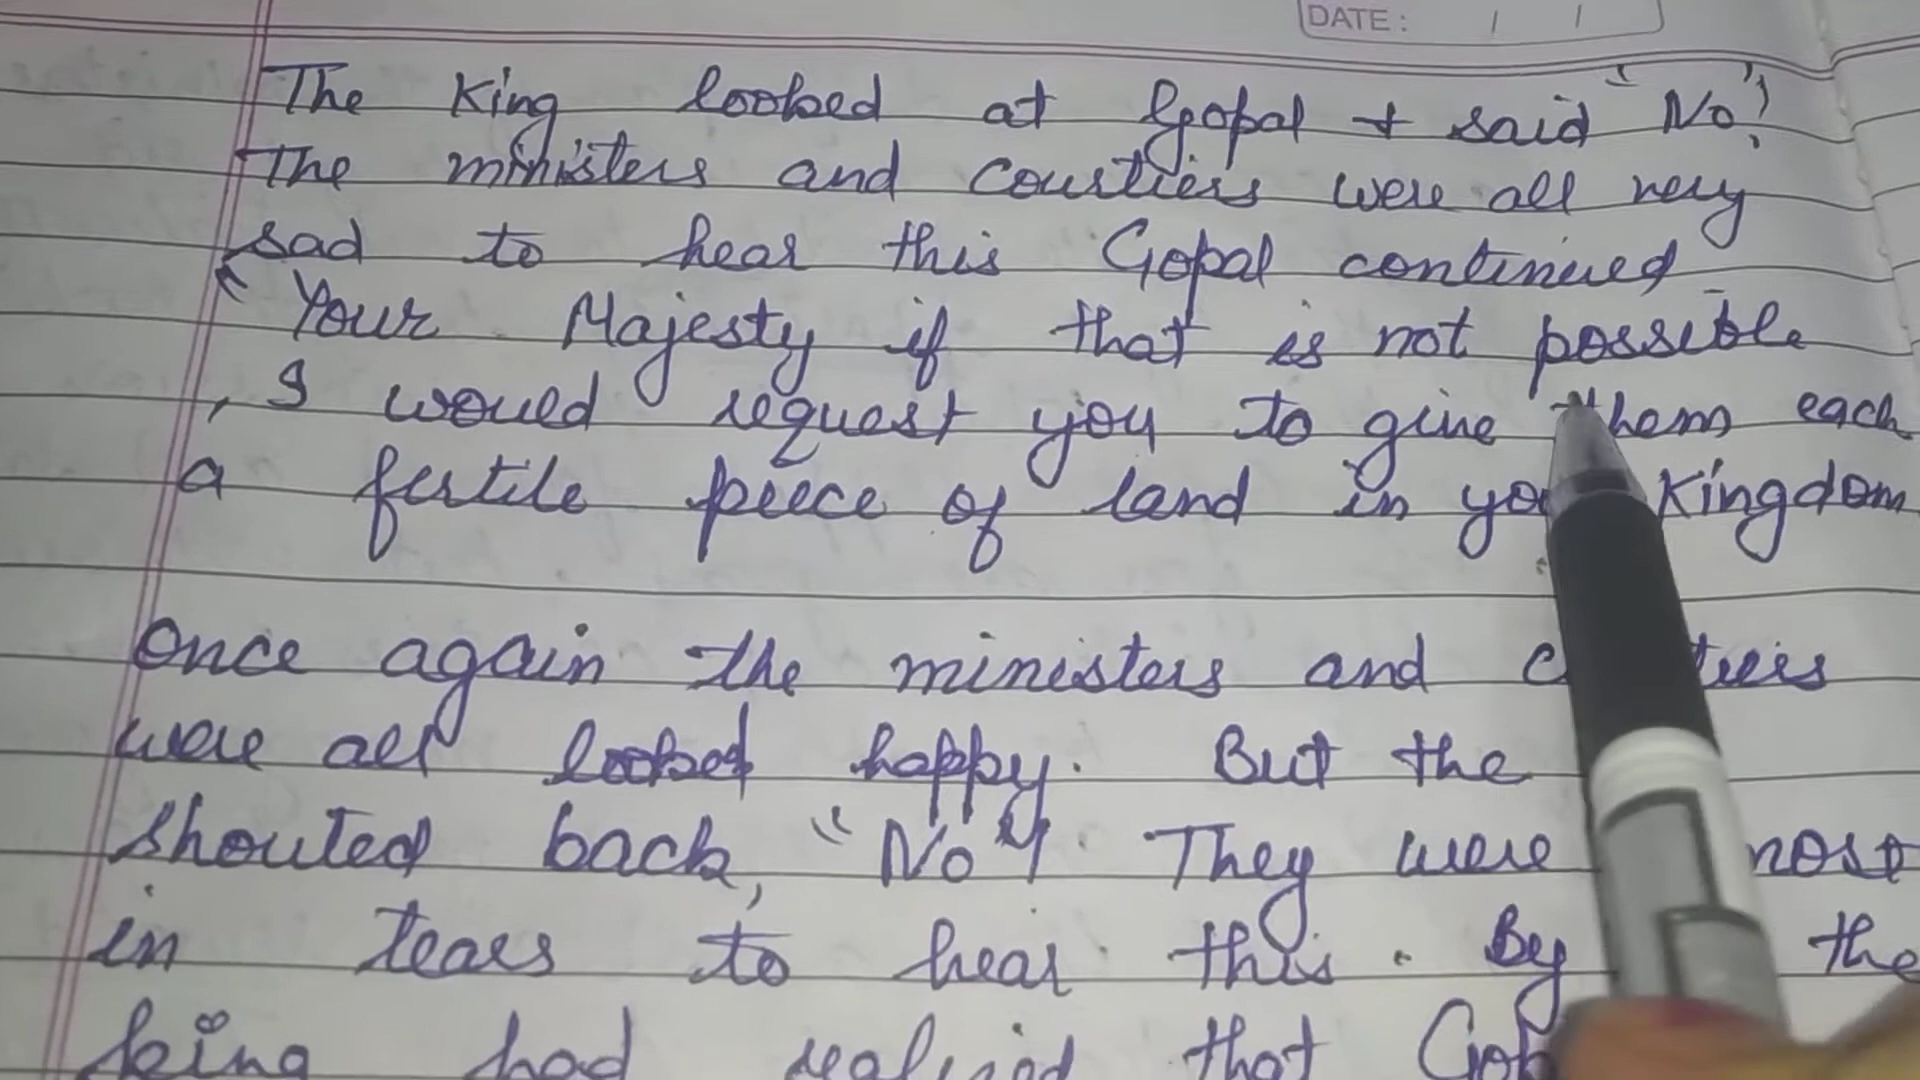 DATE : / /
The King looked at Gopal + said "No"!
The ministers and courtiers were all very
sad to hear this Gopal continued
"Your Majesty if that is not possible
, I would request you to give them each
a fertile piece of land in Kingdom
Once again the ministers and
were all looked happy. But the
shouted back, "No"! They were
in tears to hear this. By the
king had realised that